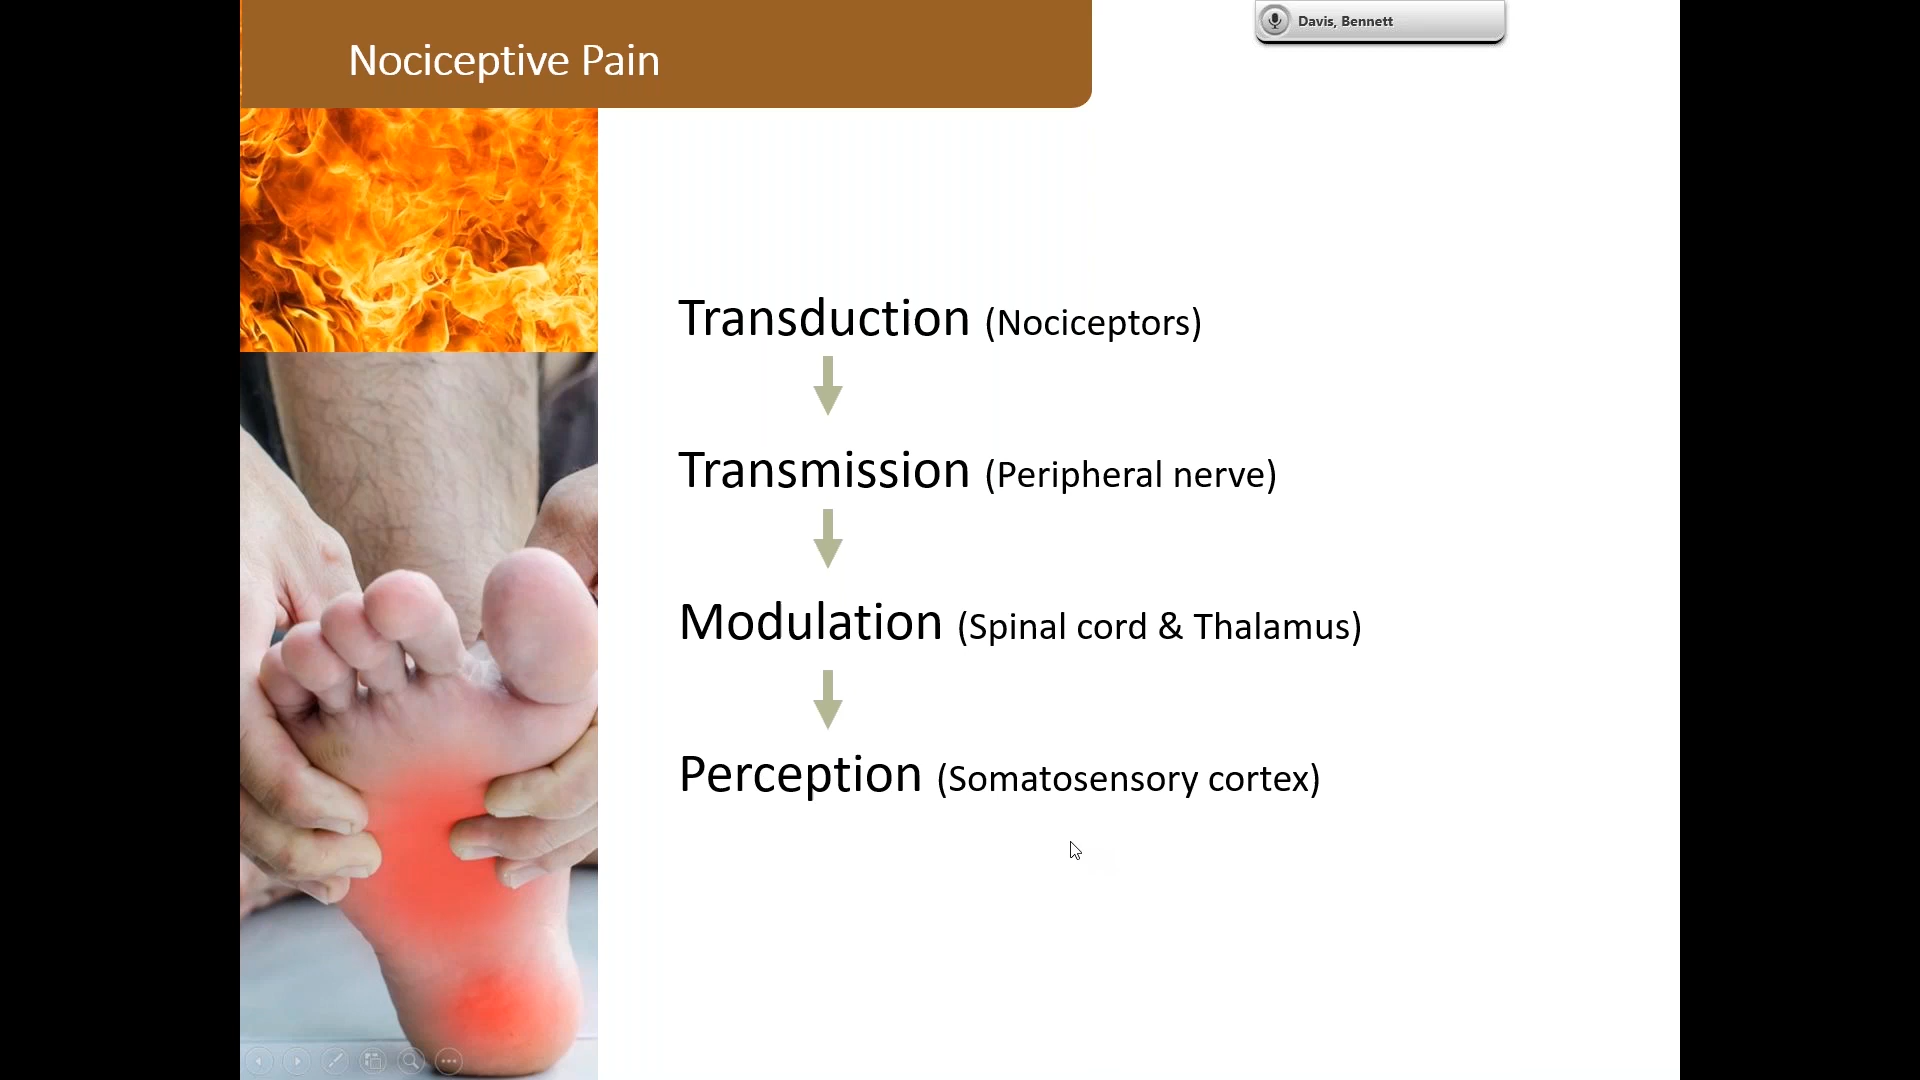 Nociceptive Pain
Davis, Bennett
Transduction (Nociceptors)
Transmission (Peripheral nerve)
Modulation (Spinal cord & Thalamus)
Perception (Somatosensory cortex)